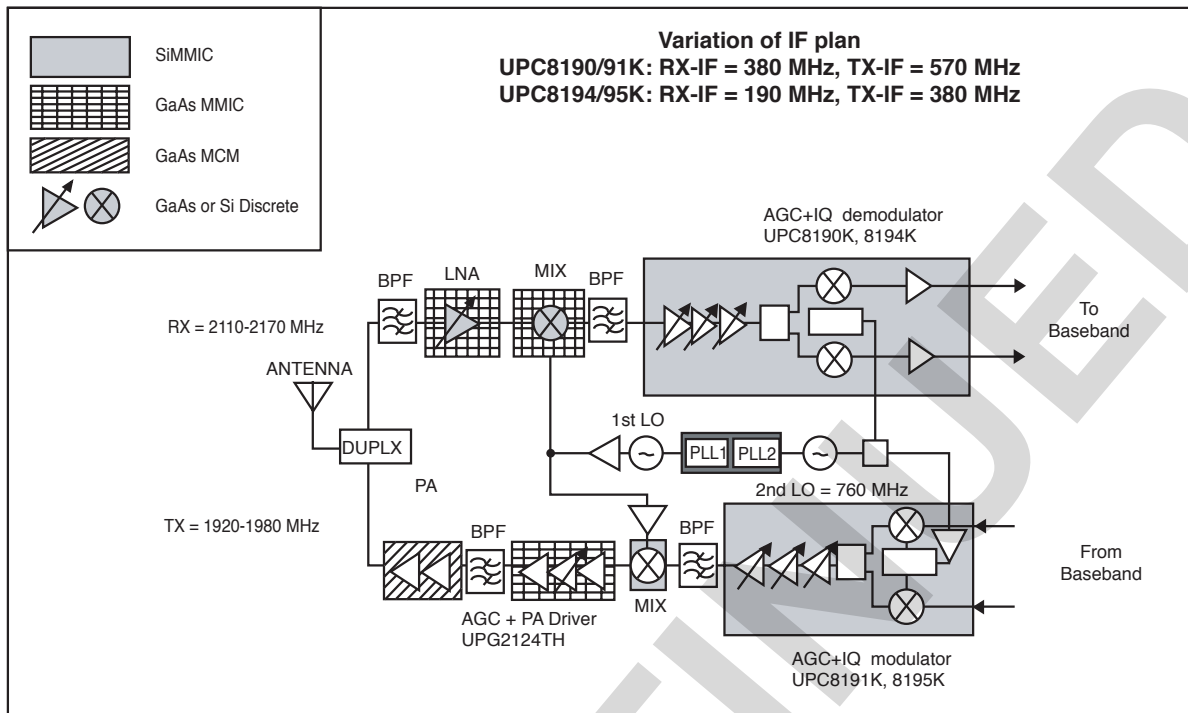 SiMMIC
GaAs MMIC
GaAs MCM
GaAs or Si Discrete
Variation of IF plan
UPC8190/91K: RX-IF = 380 MHz, TX-IF = 570 MHz
UPC8194/95K: RX-IF = 190 MHz, TX-IF = 380 MHz
AGC+IQ demodulator
UPC8190K, 8194K
BPF
LNA
MIX
BPF
RX = 2110-2170 MHz
To
Baseband
ANTENNA
1st LO
DUPLX
PLL1
PLL2
PA
2nd LO = 760 MHz
TX = 1920-1980 MHz
BPF
BPF
From
Baseband
MIX
AGC + PA Driver
UPG2124TH
AGC+IQ modulator
UPC8191K, 8195K